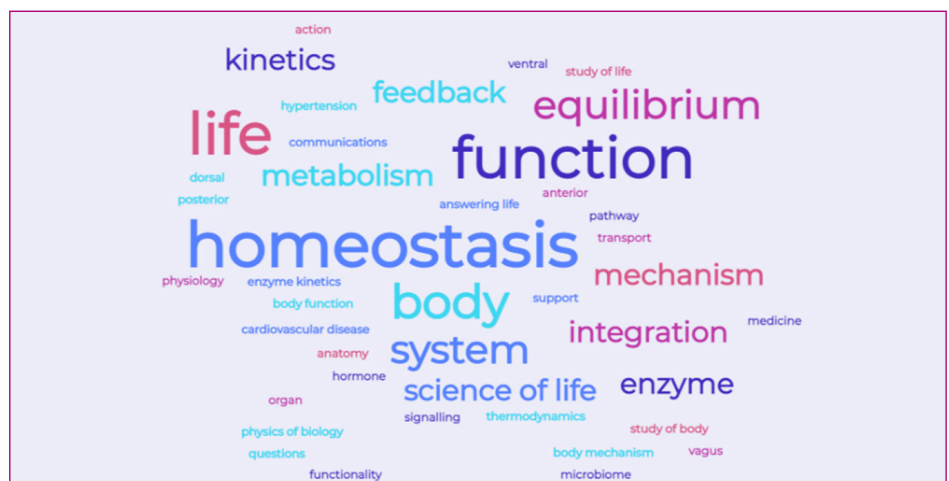 action
kinetics
ventral
study of life
feedback
hypertension
equilibrium
life
communications
function
dorsal
metabolism
anterior
posterior
answering life
pathway
homeostasis
transport
physiology
enzyme kinetics
mechanism
body function
body
support
cardiovascular disease
integration
medicine
anatomy
system
hormone
science of life
enzyme
organ
signalling
thermodynamics
physics of biology
study of body
questions
body mechanism
vagus
functionality
microbiome